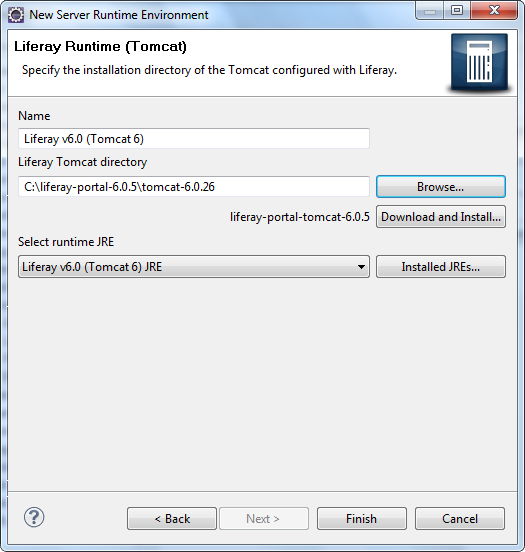 New Server Runtime Environment
Liferay Runtime (Tomcat)
Specify the installation directory of the Tomcat configured with Liferay.
Name
Liferay v6.0 (Tomcat 6)
Liferay Tomcat directory
C:\liferay-portal-6.0.5\tomcat-6.0.26
Browse...
liferay-portal-tomcat-6.0.5
Download and Install...
Select runtime JRE
Liferay v6.0 (Tomcat 6) JRE
Installed JREs...
?
< Back
Next >
Finish
Cancel